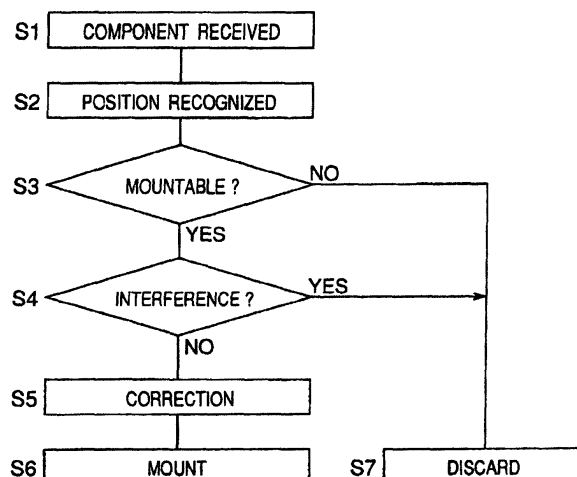 S1 COMPONENT RECEIVED
S2 POSITION RECOGNIZED
S3 MOUNTABLE ? NO
YES
S4 INTERFERENCE ? YES
NO
S5 CORRECTION
S6 MOUNT S7 DISCARD